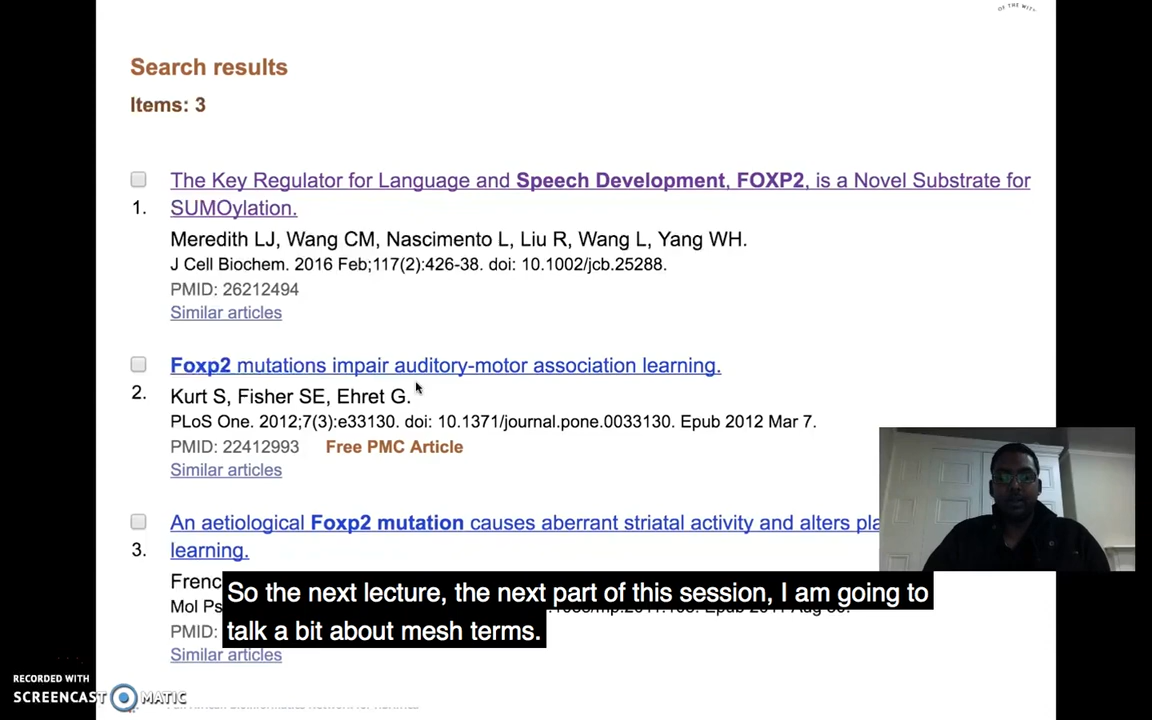 OF THE WIT
Search results
Items: 3
The Key Regulator for Language and Speech Development, FOXP2, is a Novel Substrate for
1. SUMOylation.
Meredith LJ, Wang CM, Nascimento L, Liu R, Wang L, Yang WH.
J Cell Biochem. 2016 Feb;117(2):426-38. doi: 10.1002/jcb.25288.
PMID: 26212494
Similar articles
Foxp2 mutations impair auditory-motor association learning.
2. Kurt S, Fisher SE, Ehret G.
PLoS One. 2012;7(3):e33130. doi: 10.1371/journal.pone.0033130. Epub 2012 Mar 7.
PMID: 22412993 Free PMC Article
Similar articles
An aetiological Foxp2 mutation causes aberrant striatal activity and alters pla
3. learning.
Frenc
Mol Ps
PMID:
Similar articles
So the next lecture, the next part of this session, I am going to
talk a bit about mesh terms.
RECORDED WITH
SCREENCAST MATIC